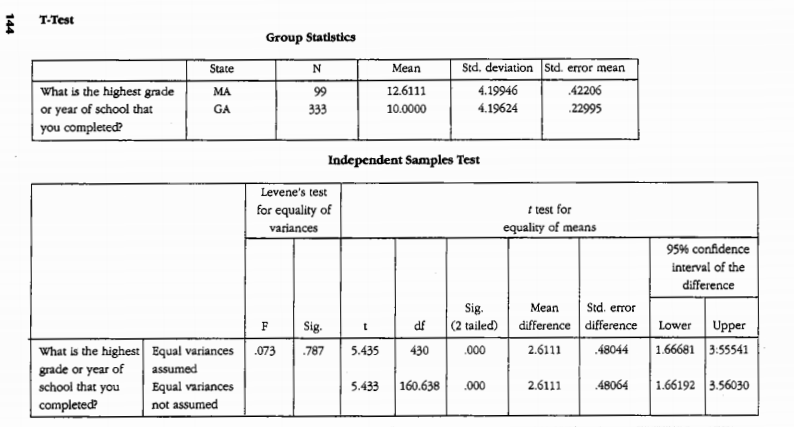 144
T-Test
Group Statistics
State N Mean Std. deviation Std. error mean
What is the highest grade MA 99 12.6111 4.19946 .42206
or year of school that GA 333 10.0000 4.19624 .22995
you completed?
Independent Samples Test
Levene's test
for equality of t test for
variances equality of means
95% confidence
interval of the
difference
Sig. Mean Std. error
F Sig. t df (2 tailed) difference difference Lower Upper
What is the highest Equal variances .073 .787 5.435 430 .000 2.6111 .48044 1.66681 3:55541
grade or year of assumed
school that you Equal variances 5.433 160.638 .000 2.6111 .48064 1.66192 3.56030
completed? not assumed